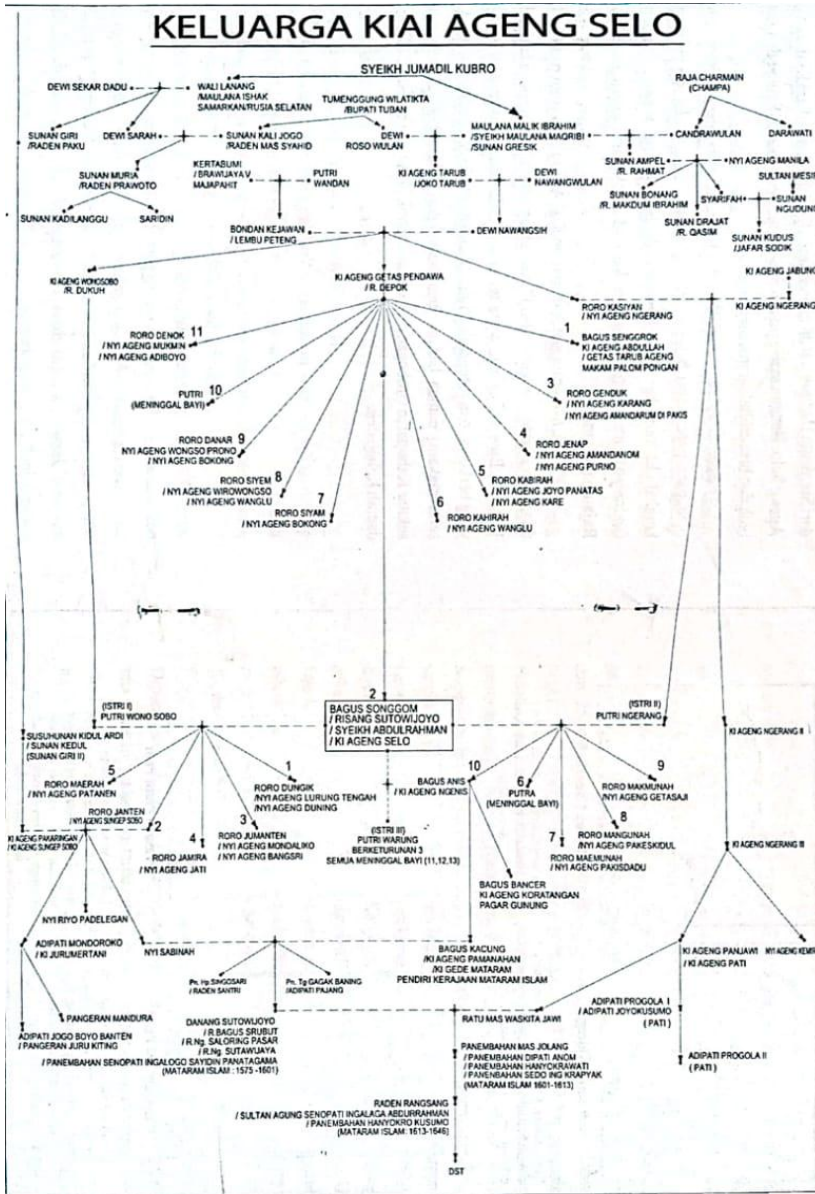 KELUARGA KIAI AGENG SELO
SYEIKH JUMADIL KUBRO
DEWI SEKAR DADU
WALI LANANG
/MAULANA ISHAK
SAMARKAN/RUSIA SELATAN
RAJA CHARMAIN
(CHAMPA)
TUMENGGUNG WILATIKTA
/BUPATI TUBAN
SUNAN GIRI
/RADEN PAKU
DEWI SARAH
SUNAN KALI JOGO
/RADEN MAS SYAHID
DEWI
ROSO WULAN
MAULANA MALIK IBRAHIM
/SYEIKH MAULANA MAQRIBI
/SUNAN GRESIK
CANDRAWULAN
DARAWATI
SUNAN MURIA
/RADEN PRAWOTO
KERTABUMI
/ BRAWIJAYA V
MAJAPAHIT
PUTRI
WANDAN
KI AGENG TARUB
/JOKO TARUB
DEWI
NAWANGWULAN
SUNAN AMPEL
/R. RAHMAT
NYI AGENG MANILA
SULTAN MESIR
SUNAN BONANG
/R. MAKDUM IBRAHIM
SYARIFAH
SUNAN
NGUDUNG
SUNAN KADILANGGU
SARIDIN
SUNAN DRAJAT
/R. QASIM
SUNAN KUDUS
/JAFAR SODIK
BONDAN KEJAWAN
/ LEMBU PETENG
DEWI NAWANGSIH
KI AGENG WONOSOBO
/R. DUKUH
KI AGENG GETAS PENDAWA
/ R. DEPOK
KI AGENG JABUNG
RORO KASIYAN
/ NYI AGENG NGERANG
KI AGENG NGERANG
RORO DENOK
/ NYI AGENG MUKMIN
/ NYI AGENG ADIBOYO
11
1
BAGUS SENGGROK
KI AGENG ABDULLAH
/ GETAS TARUB AGENG
MAKAM PALOM PONGAN
PUTRI
(MENINGGAL BAYI)
10
3
RORO GENDUK
/ NYI AGENG KARANG
/ NYI AGENG AMANDARUM DI PAKIS
RORO DANAR
NYI AGENG WONGSO PRONO
/ NYI AGENG BOKONG
9
4
RORO JENAP
/ NYI AGENG AMANDANOM
/ NYI AGENG PURNO
RORO SIYEM
/ NYI AGENG WIROWONGSO
/ NYI AGENG WANGLU
8
5
RORO KABIRAH
/ NYI AGENG JOYO PANATAS
/ NYI AGENG KARE
7
RORO SIYAM
/ NYI AGENG BOKONG
6
RORO KAHIRAH
/ NYI AGENG WANGLU
2
(ISTRI I)
PUTRI WONO SOBO
BAGUS SONGGOM
/ RISANG SUTOWIJOYO
/ SYEIKH ABDULRAHMAN
/ KI AGENG SELO
(ISTRI II)
PUTRI NGERANG
SUSUHUNAN KIDUL ARDI
/ SUNAN KEDUL
(SUNAN GIRI II)
KI AGENG NGERANG II
5
RORO MAERAH
/ NYI AGENG PATANEN
1
RORO DUNGIK
/NYI AGENG LURUNG TENGAH
/NYI AGENG DUNING
10
BAGUS ANIS
/ KI AGENG NGENIS
6
PUTRA
(MENINGGAL BAYI)
9
RORO MAKMUNAH
/ NYI AGENG GETASAJI
RORO JANTEN
/ NYI AGENG SUNGEP SOBO
2
KI AGENG PAKARINGAN
/ KI AGENG SUNGEP SOBO
4
RORO JAMIRA
/ NYI AGENG JATI
3
RORO JUMANTEN
/ NYI AGENG MONDALIKO
/ NYI AGENG BANGSRI
(ISTRI III)
PUTRI WARUNG
BERKETURUNAN 3
SEMUA MENINGGAL BAYI (11,12,13)
8
RORO MANGUNAH
/ NYI AGENG PAKESKIDUL
7
RORO MAEMUNAH
/ NYI AGENG PAKISDADU
KI AGENG NGERANG III
BAGUS BANCER
KI AGENG KORATANGAN
PAGAR GUNUNG
NYI RIYO PADELEGAN
ADIPATI MONDOROKO
/ KI JURUMERTANI
NYI SABINAH
BAGUS KACUNG
/KI AGENG PAMANAHAN
/ KI GEDE MATARAM
PENDIRI KERAJAAN MATARAM ISLAM
KI AGENG PANJAWI
/ KI AGENG PATI
Pn. Hp. SINGOSARI
/ RADEN SANTRI
Pn. Tg GAGAK BANING
/ADIPATI PAJANG
PANGERAN MANDURA
ADIPATI JOGO BOYO BANTEN
/ PANGERAN JURU KITING
DANANG SUTOWIJOYO
/ R.BAGUS SRUBUT
/ R.Ng. SALORING PASAR
/ R.Ng. SUTAWIJAYA
/ PANEMBAHAN SENOPATI INGALOGO SAYIDIN PANATAGAMA
(MATARAM ISLAM : 1575 -1601)
RATU MAS WASKITA JAWI
ADIPATI PROGOLA I
/ ADIPATI JOYOKUSUMO
( PATI )
PANEMBAHAN MAS JOLANG
/ PANEMBAHAN DIPATI ANOM
/ PANEMBAHAN HANYOKRAWATI
/ PANENBAHAN SEDO ING KRAPYAK
(MATARAM ISLAM 1601-1613)
ADIPATI PROGOLA II
( PATI )
RADEN RANGSANG
/ SULTAN AGUNG SENOPATI INGALAGA ABDURRAHMAN
/ PANEMBAHAN HANYOKRO KUSUMO
(MATARAM ISLAM: 1613-1646)
DST